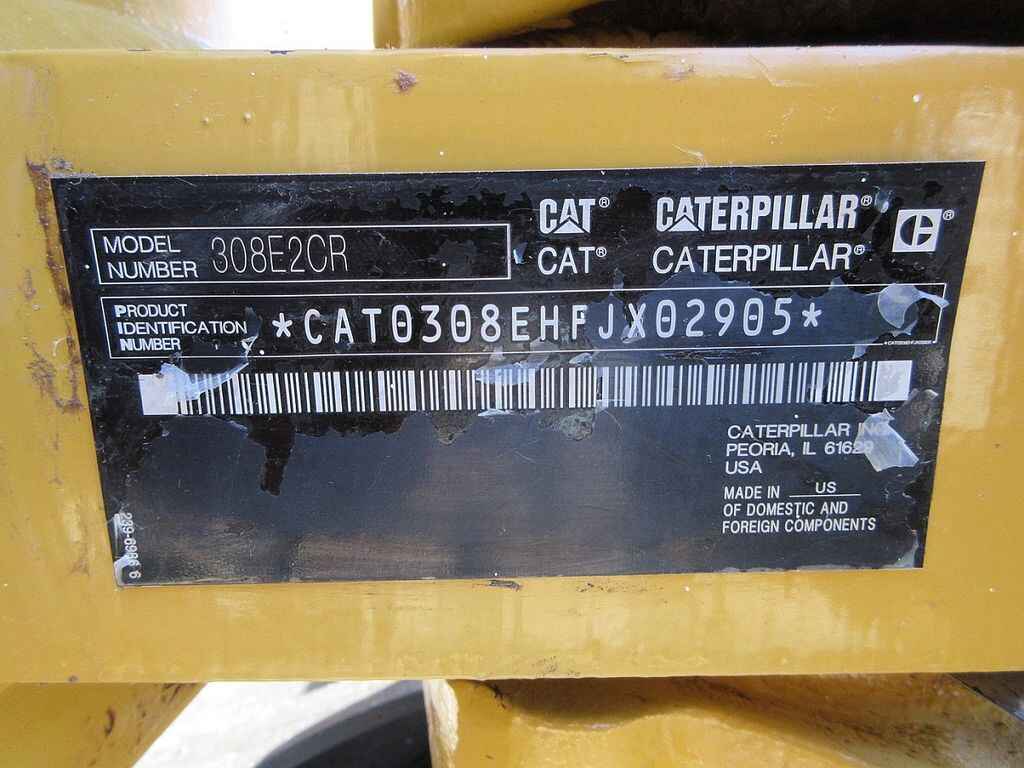 CAT® CATERPILLAR® ®
MODEL NUMBER 308E2CR
CAT® CATERPILLAR®
PRODUCT IDENTIFICATION NUMBER *CAT0308EHFJX02905*
CATERPILLAR INC
PEORIA, IL 61629
USA
MADE IN US
OF DOMESTIC AND
FOREIGN COMPONENTS